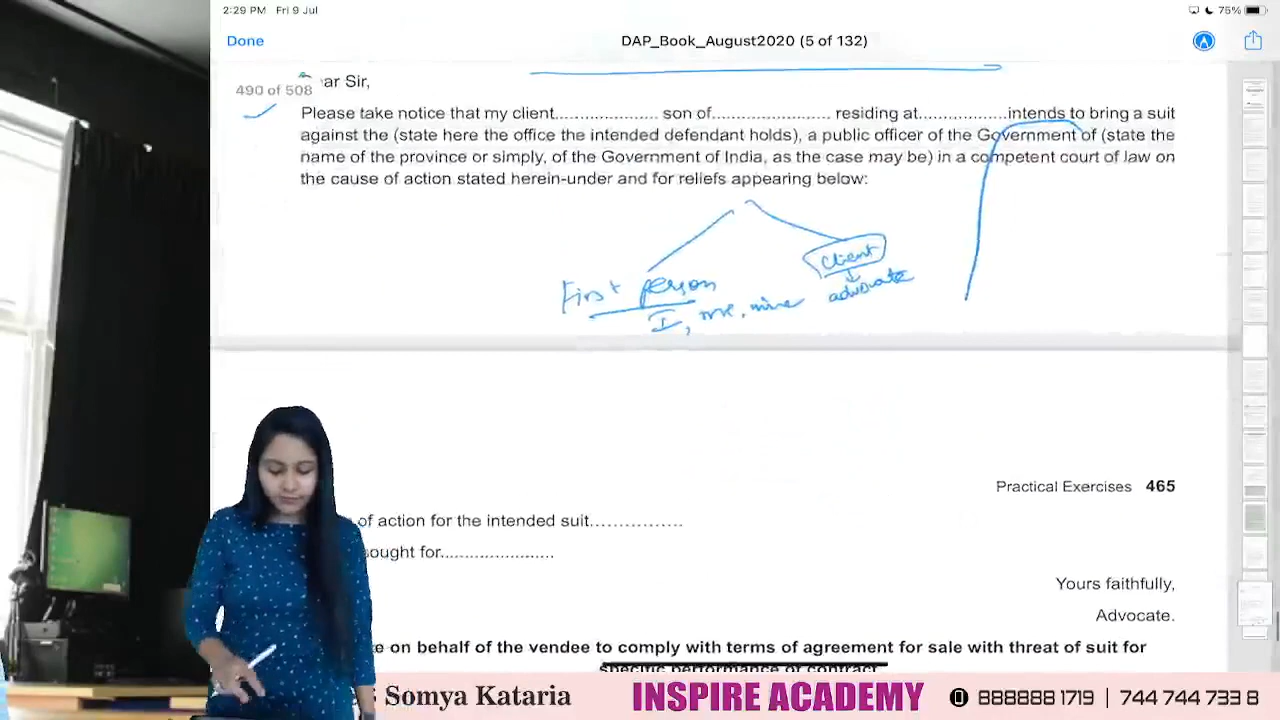 2:29 PM Fri 9 Jul
75%
Done
DAP_Book_August2020 (5 of 132)
ar Sir,
490 of 508
Please take notice that my client................... son of..................... residing at................intends to bring a suit
against the (state here the office the intended defendant holds), a public officer of the Government of (state the
name of the province or simply, of the Government of India, as the case may be) in a competent court of law on
the cause of action stated herein-under and for reliefs appearing below:
client
advocate
First person
I, me, mine
Practical Exercises 465
of action for the intended suit................
ought for.....................
Yours faithfully,
Advocate.
on behalf of the vendee to comply with terms of agreement for sale with threat of suit for
specific performance of contract
Somya Kataria
INSPIRE ACADEMY
888888 1719 | 744 744 733 8